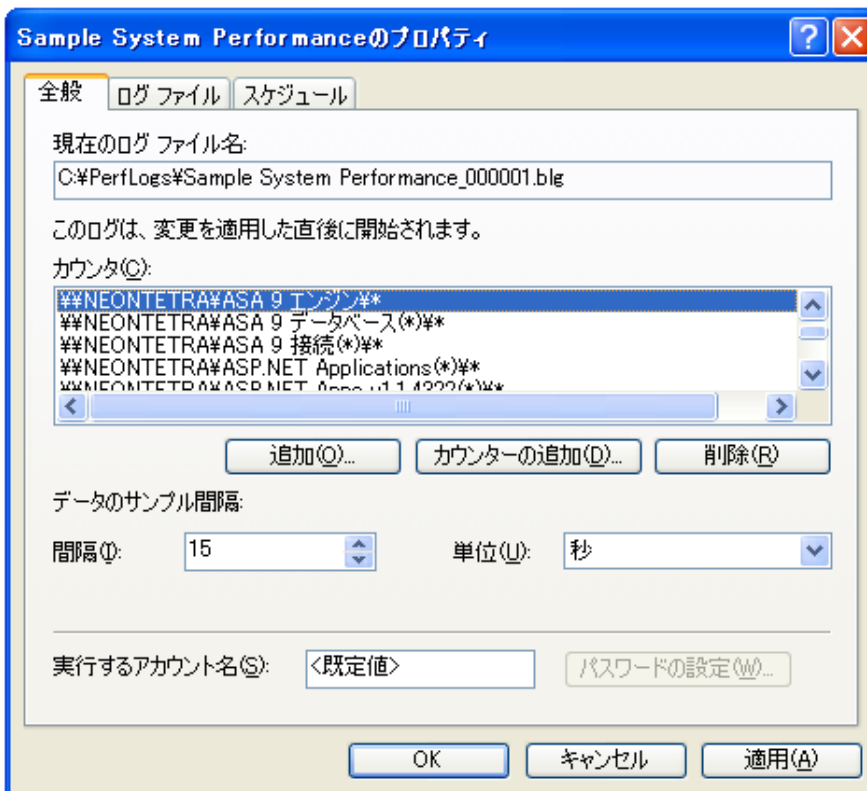 Sample System Performanceのプロパティ
全般 ログ ファイル スケジュール
現在のログ ファイル名:
C:¥PerfLogs¥Sample System Performance_000001.blg
このログは、変更を適用した直後に開始されます。
カウンタ(C):
¥¥NEONTETRA¥ASA 9 エンジン¥*
¥¥NEONTETRA¥ASA 9 データベース(*)¥*
¥¥NEONTETRA¥ASA 9 接続(*)¥*
¥¥NEONTETRA¥ASP.NET Applications(*)¥*
¥¥NEONTETRA¥ASP.NET Apps v1.1.4322(*)¥*
追加(O)... カウンターの追加(D)... 削除(R)
データのサンプル間隔:
間隔(I): 15 単位(U): 秒
実行するアカウント名(S): <既定値> パスワードの設定(W)...
OK キャンセル 適用(A)